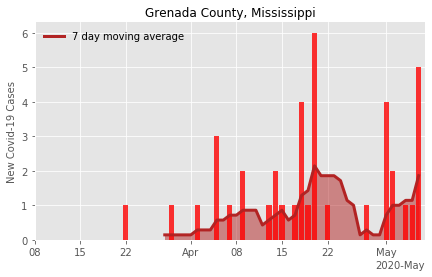 Grenada County, Mississippi
7 day moving average
New Covid-19 Cases
6
5
4
3
2
1
0
08 15 22 Apr 08 15 22 May
2020-May